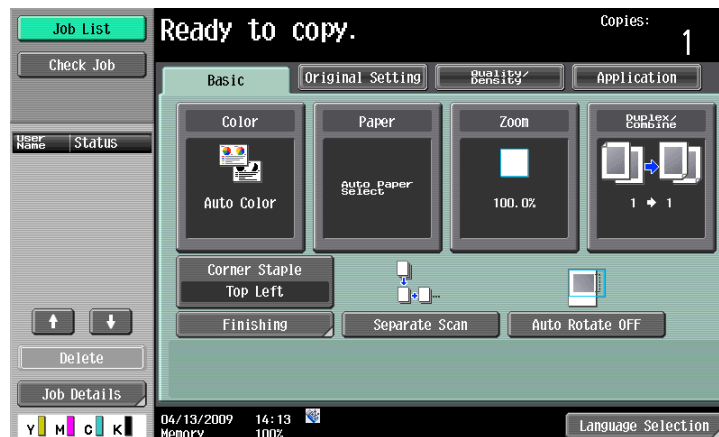 Job List
Check Job
User Name Status
Delete
Job Details
Y M C K
Ready to copy.
Copies: 1
Basic Original Setting Quality/ Density Application
Color Paper Zoom Duplex/ Combine
Auto Color
Auto Paper Select
100.0%
1 → 1
Corner Staple
Top Left
Finishing Separate Scan Auto Rotate OFF
04/13/2009 14:13
Memory 100%
Language Selection